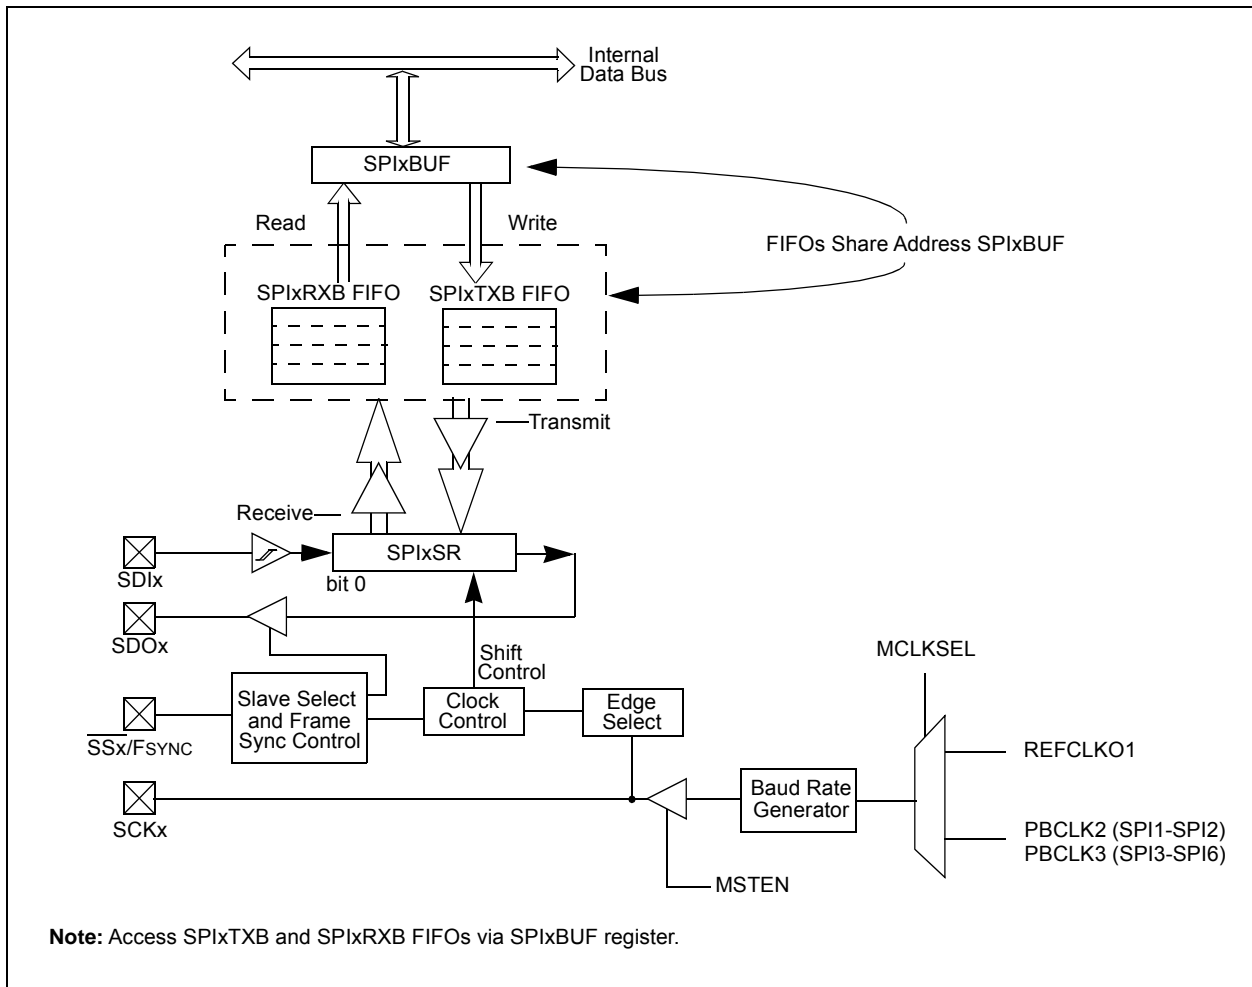 Internal
Data Bus
SPIxBUF
Read
Write
FIFOs Share Address SPIxBUF
SPIxRXB FIFO
SPIxTXB FIFO
Transmit
Receive
SPIxSR
bit 0
SDIx
SDOx
Shift
Control
MCLKSEL
Slave Select
and Frame
Sync Control
Clock
Control
Edge
Select
SSx/FSYNC
REFCLKO1
Baud Rate
Generator
SCKx
PBCLK2 (SPI1-SPI2)
PBCLK3 (SPI3-SPI6)
MSTEN
Note: Access SPIxTXB and SPIxRXB FIFOs via SPIxBUF register.